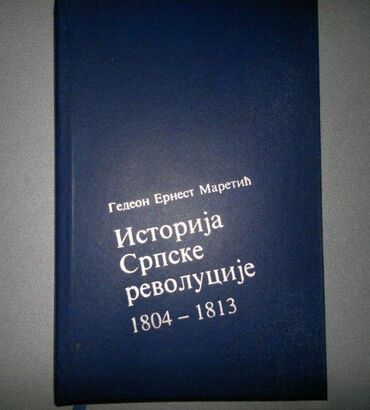 Гедеон Ернест Маретић
Историја
Српске
револуције
1804 – 1813